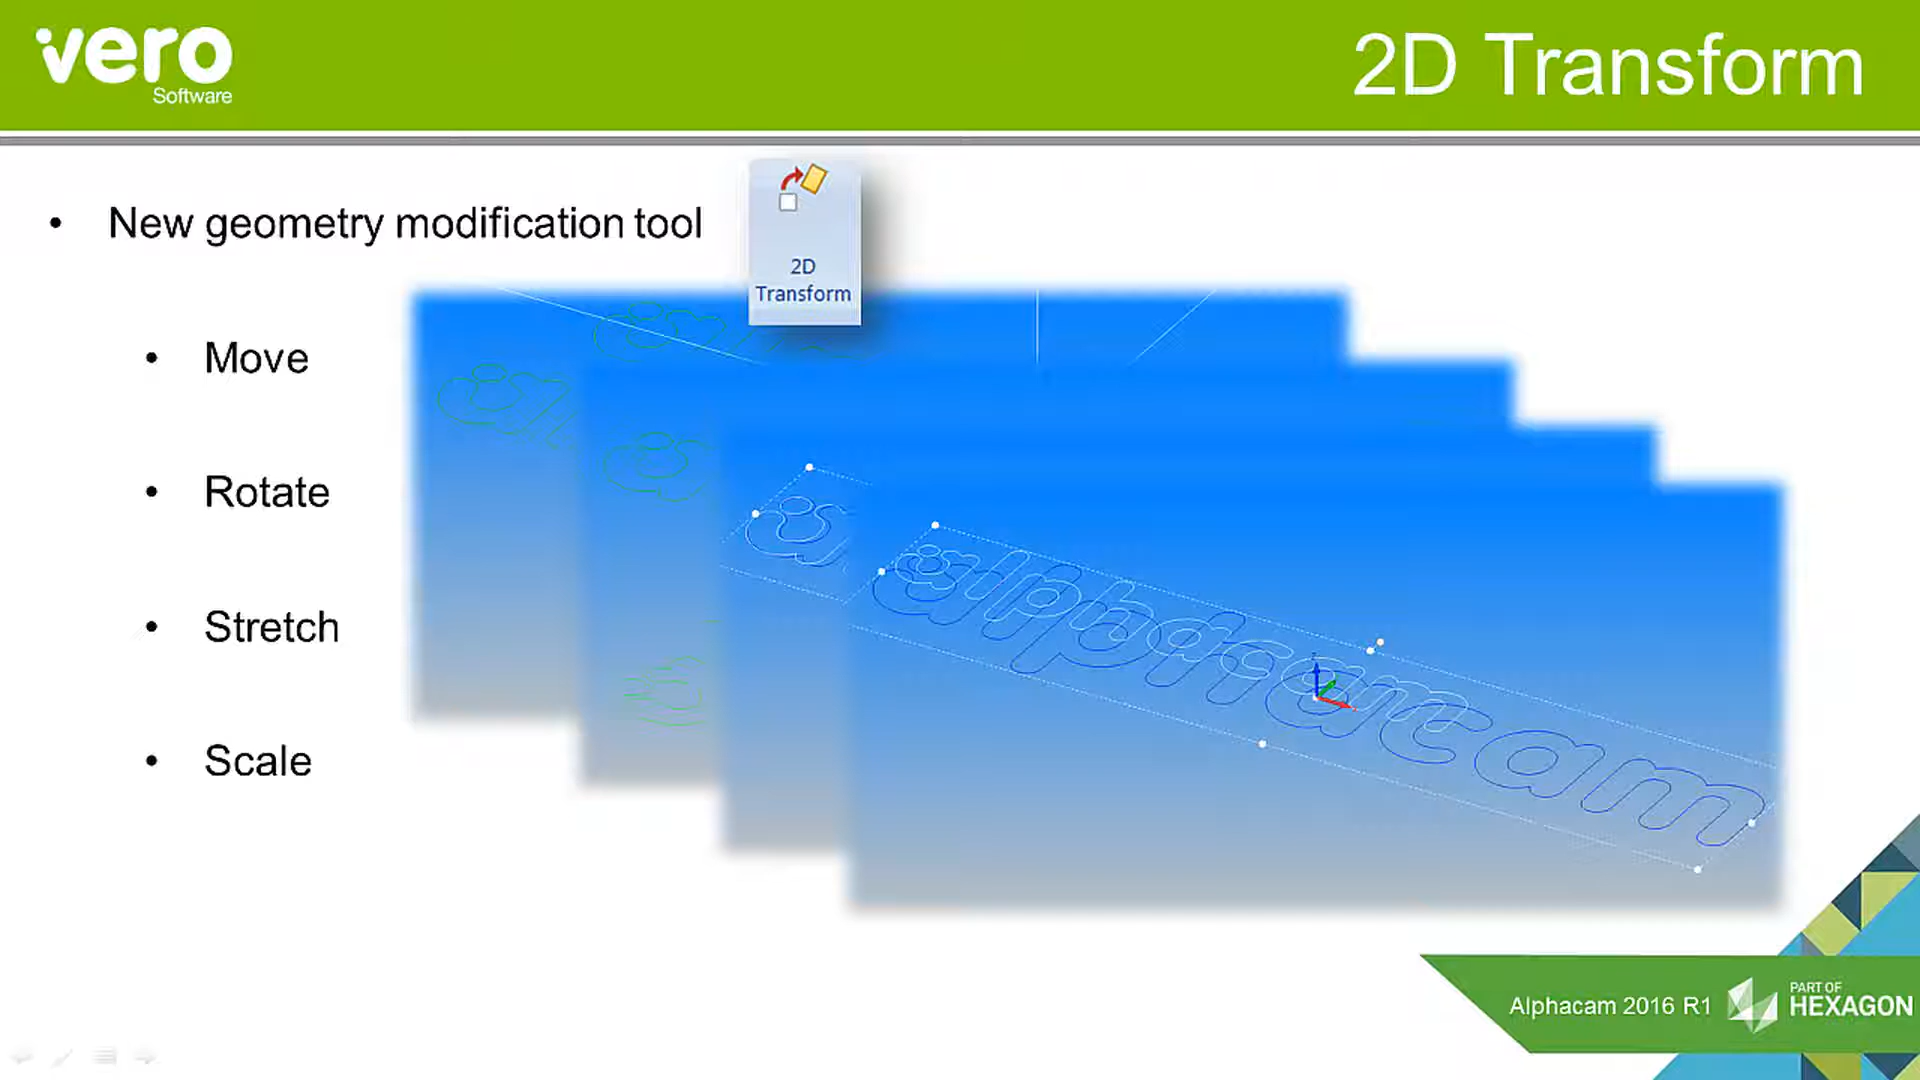 vero
Software
2D Transform
• New geometry modification tool
2D
Transform
• Move
• Rotate
• Stretch
• Scale
alphacam
Alphacam 2016 R1
PART OF
HEXAGON